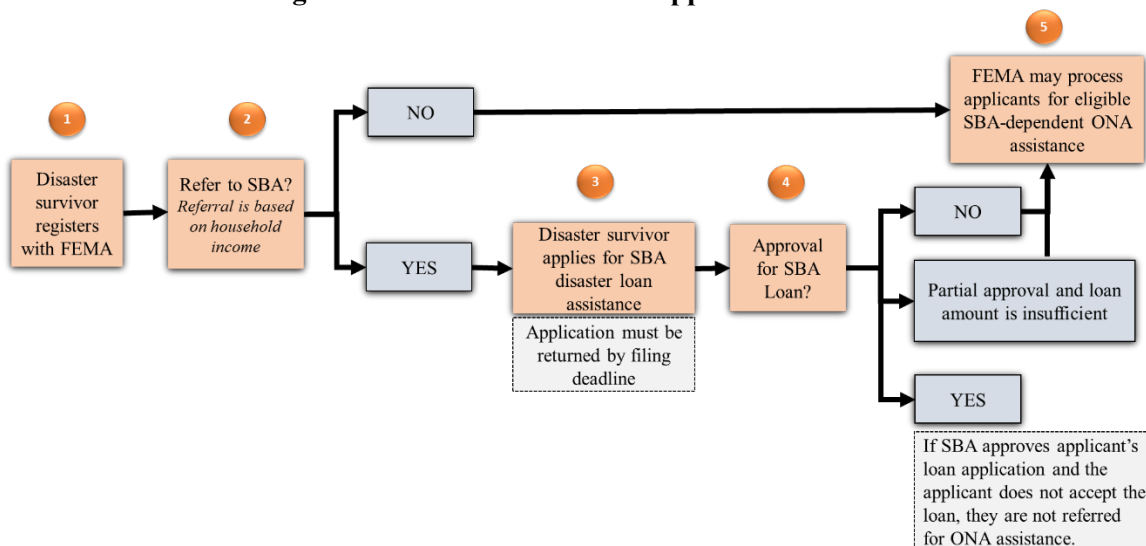 1
Disaster
survivor
registers
with FEMA
2
Refer to SBA?
Referral is based
on household
income
NO
YES
3
Disaster survivor
applies for SBA
disaster loan
assistance
Application must be
returned by filing
deadline
4
Approval
for SBA
Loan?
5
FEMA may process
applicants for eligible
SBA-dependent ONA
assistance
NO
Partial approval and loan
amount is insufficient
YES
If SBA approves applicant's
loan application and the
applicant does not accept the
loan, they are not referred
for ONA assistance.